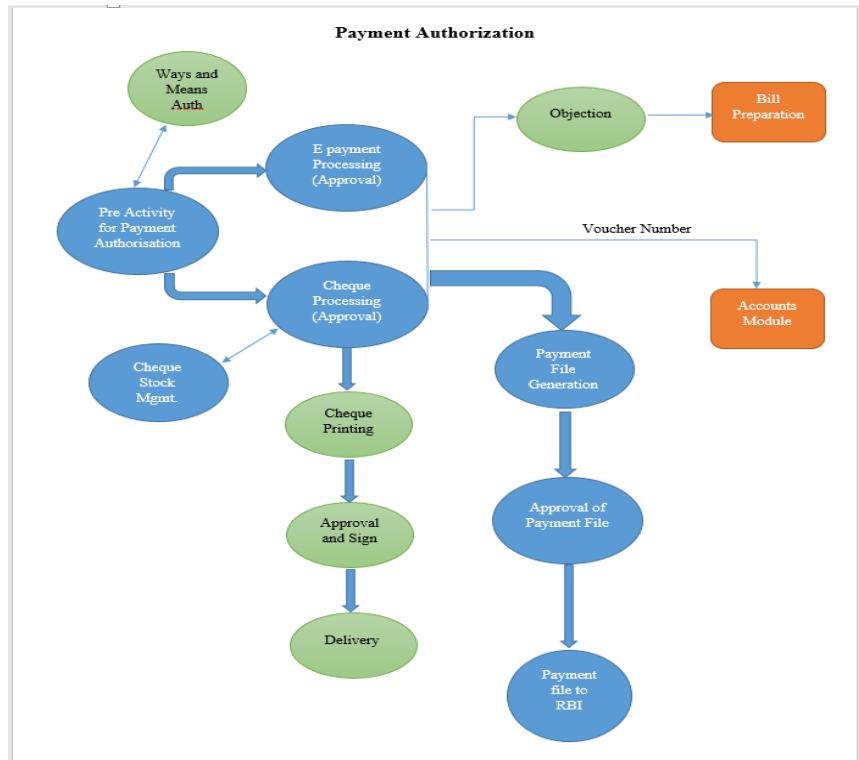 Payment Authorization
Ways and
Means
Auth.
Objection
Bill
Preparation
E payment
Processing
(Approval)
Pre Activity
for Payment
Authorisation
Voucher Number
Cheque
Processing
(Approval)
Accounts
Module
Cheque
Stock
Mgmt.
Payment
File
Generation
Cheque
Printing
Approval
and Sign
Approval of
Payment File
Delivery
Payment
file to
RBI